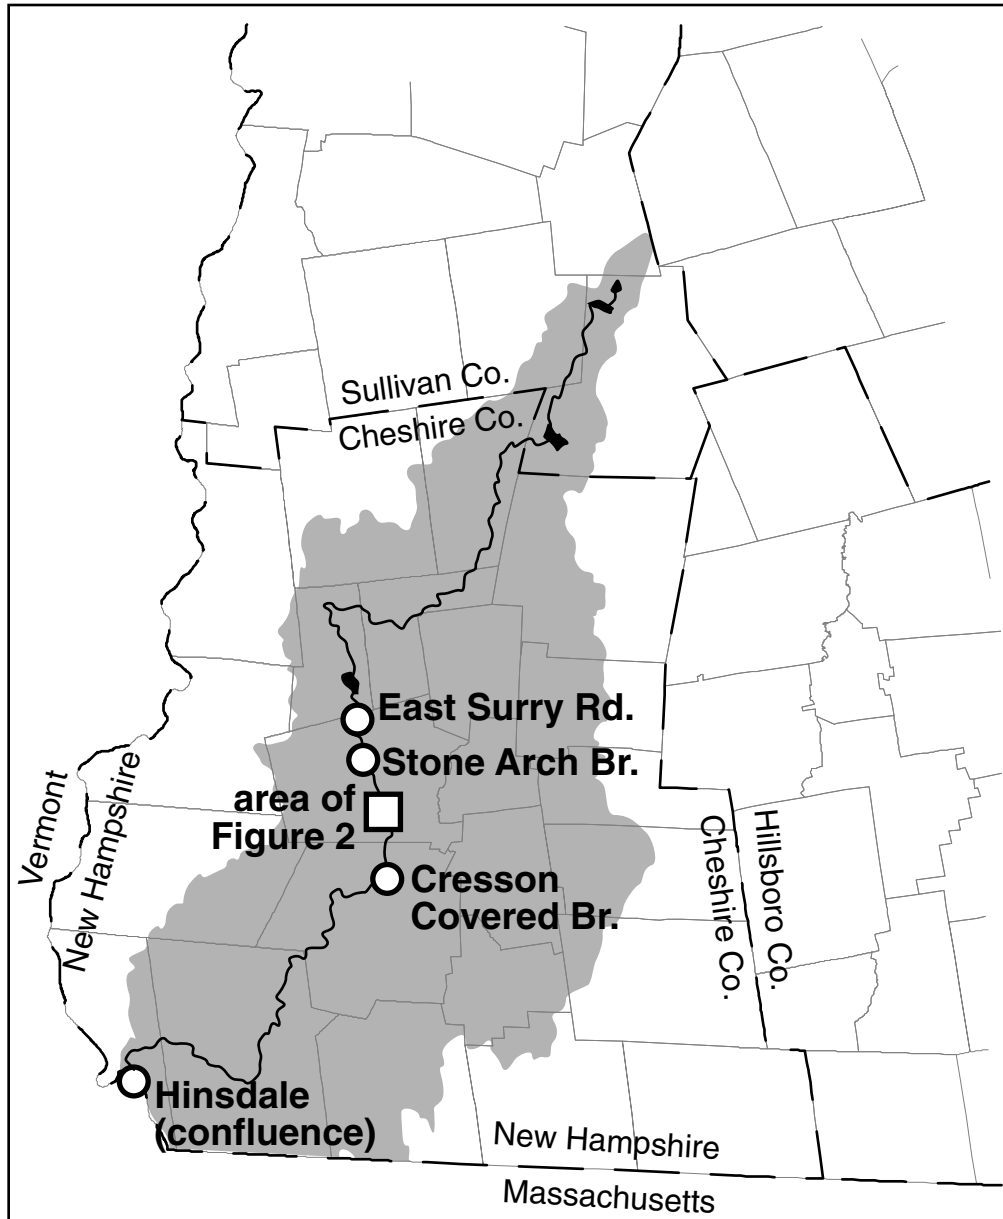 Sullivan Co.
Cheshire Co.
East Surry Rd.
Stone Arch Br.
area of
Figure 2
Vermont
New Hampshire
Cresson
Covered Br.
Cheshire Co.
Hillsboro Co.
Hinsdale
(confluence)
New Hampshire
Massachusetts